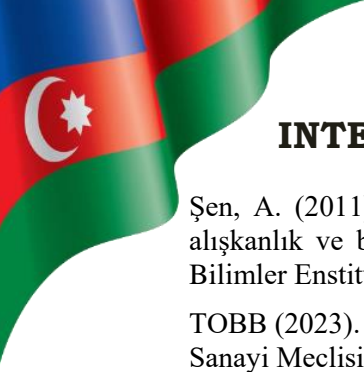 INTE
Şen, A. (2011
alışkanlık ve b
Bilimler Enstit
TOBB (2023).
Sanayi Meclisi